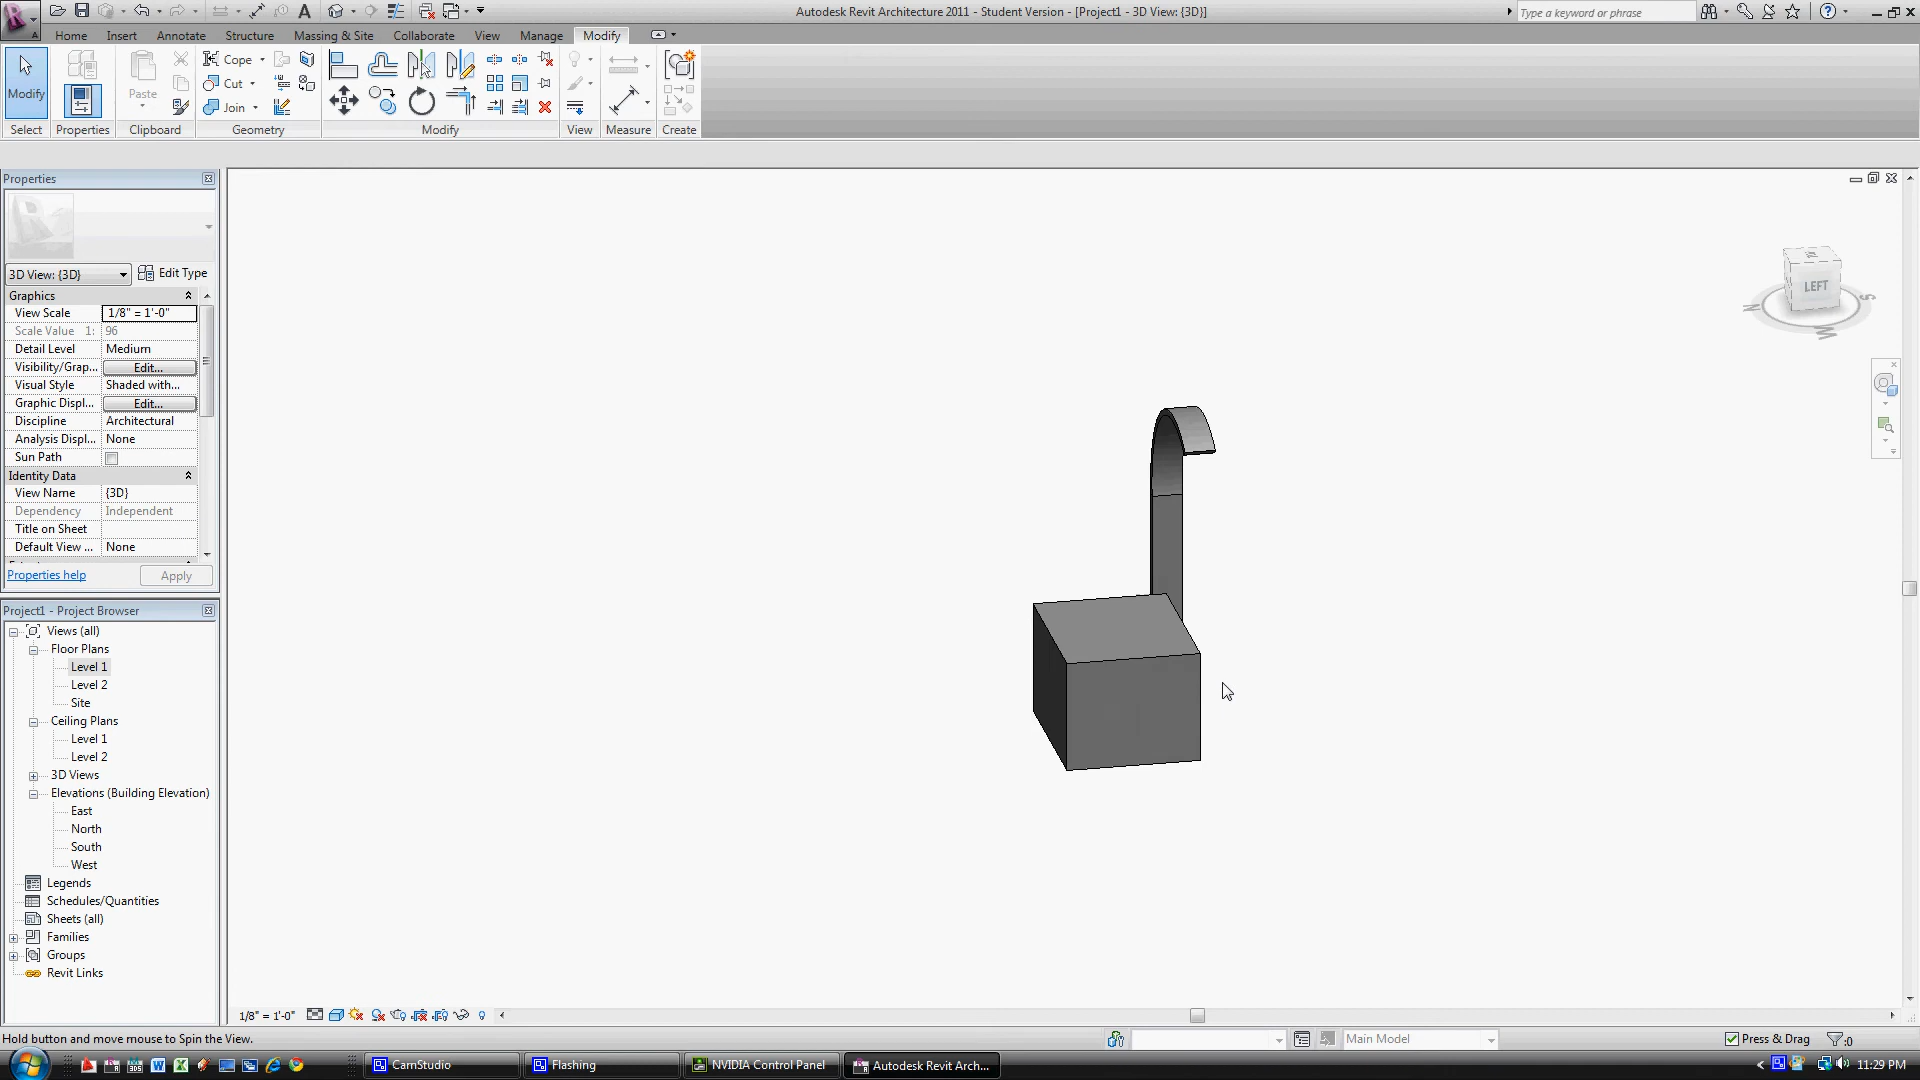 Autodesk Revit Architecture 2011 - Student Version - [Project1 - 3D View: {3D}]
Type a keyword or phrase
Home Insert Annotate Structure Massing & Site Collaborate View Manage Modify
Modify
Paste
Cope
Cut
Join
Select Properties Clipboard Geometry Modify View Measure Create
Properties
3D View: {3D} Edit Type
Graphics
View Scale 1/8" = 1'-0"
Scale Value 1: 96
Detail Level Medium
Visibility/Grap... Edit...
Visual Style Shaded with...
Graphic Displ... Edit...
Discipline Architectural
Analysis Displ... None
Sun Path
Identity Data
View Name {3D}
Dependency Independent
Title on Sheet
Default View ... None
Properties help Apply
Project1 - Project Browser
Views (all)
Floor Plans
Level 1
Level 2
Site
Ceiling Plans
Level 1
Level 2
3D Views
Elevations (Building Elevation)
East
North
South
West
Legends
Schedules/Quantities
Sheets (all)
Families
Groups
Revit Links
LEFT
N
W
S
1/8" = 1'-0"
Hold button and move mouse to Spin the View.
Main Model
Press & Drag
:0
CamStudio
Flashing
NVIDIA Control Panel
Autodesk Revit Arch...
11:29 PM